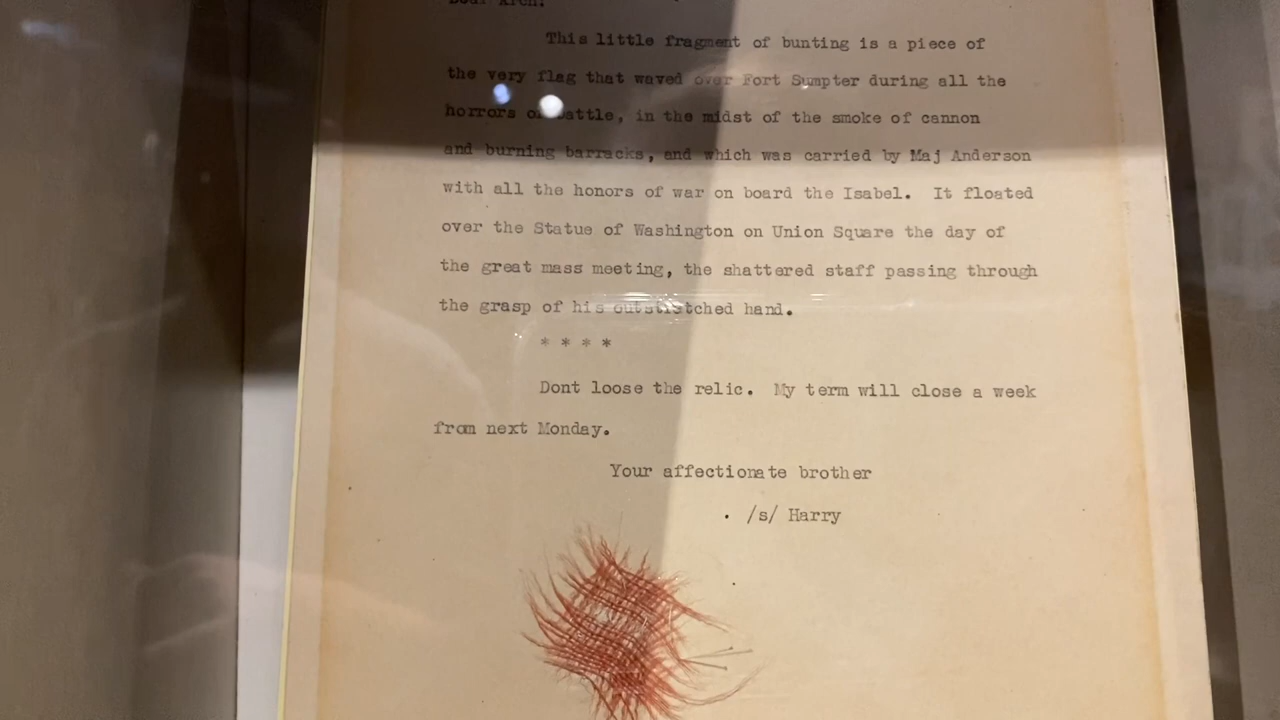 Dear Arch:
This little fragment of bunting is a piece of
the very flag that waved over Fort Sumpter during all the
horrors of battle, in the midst of the smoke of cannon
and burning barracks, and which was carried by Maj Anderson
with all the honors of war on board the Isabel. It floated
over the Statue of Washington on Union Square the day of
the great mass meeting, the shattered staff passing through
the grasp of his outstretched hand.
* * * *
Dont loose the relic. My term will close a week
from next Monday.
Your affectionate brother
/s/ Harry